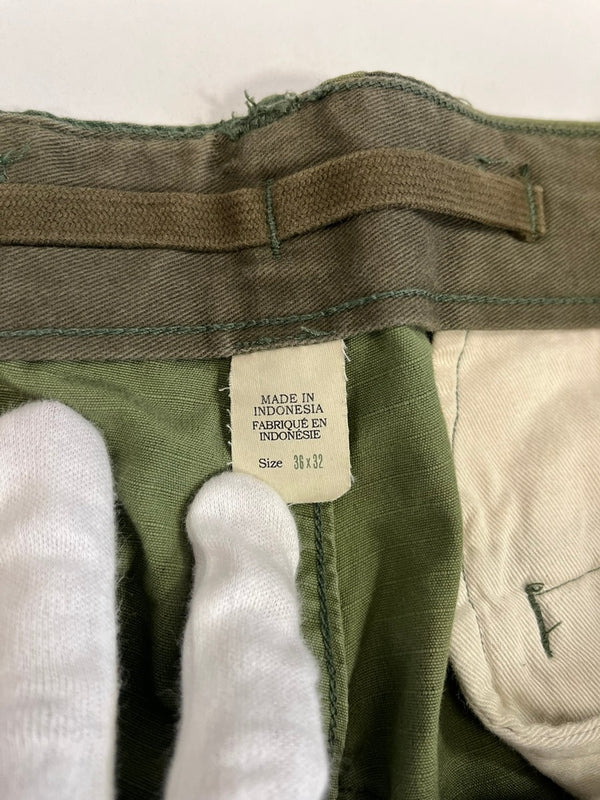 MADE IN
INDONESIA
FABRIQUÉ EN
INDONÉSIE
Size 36 x 32